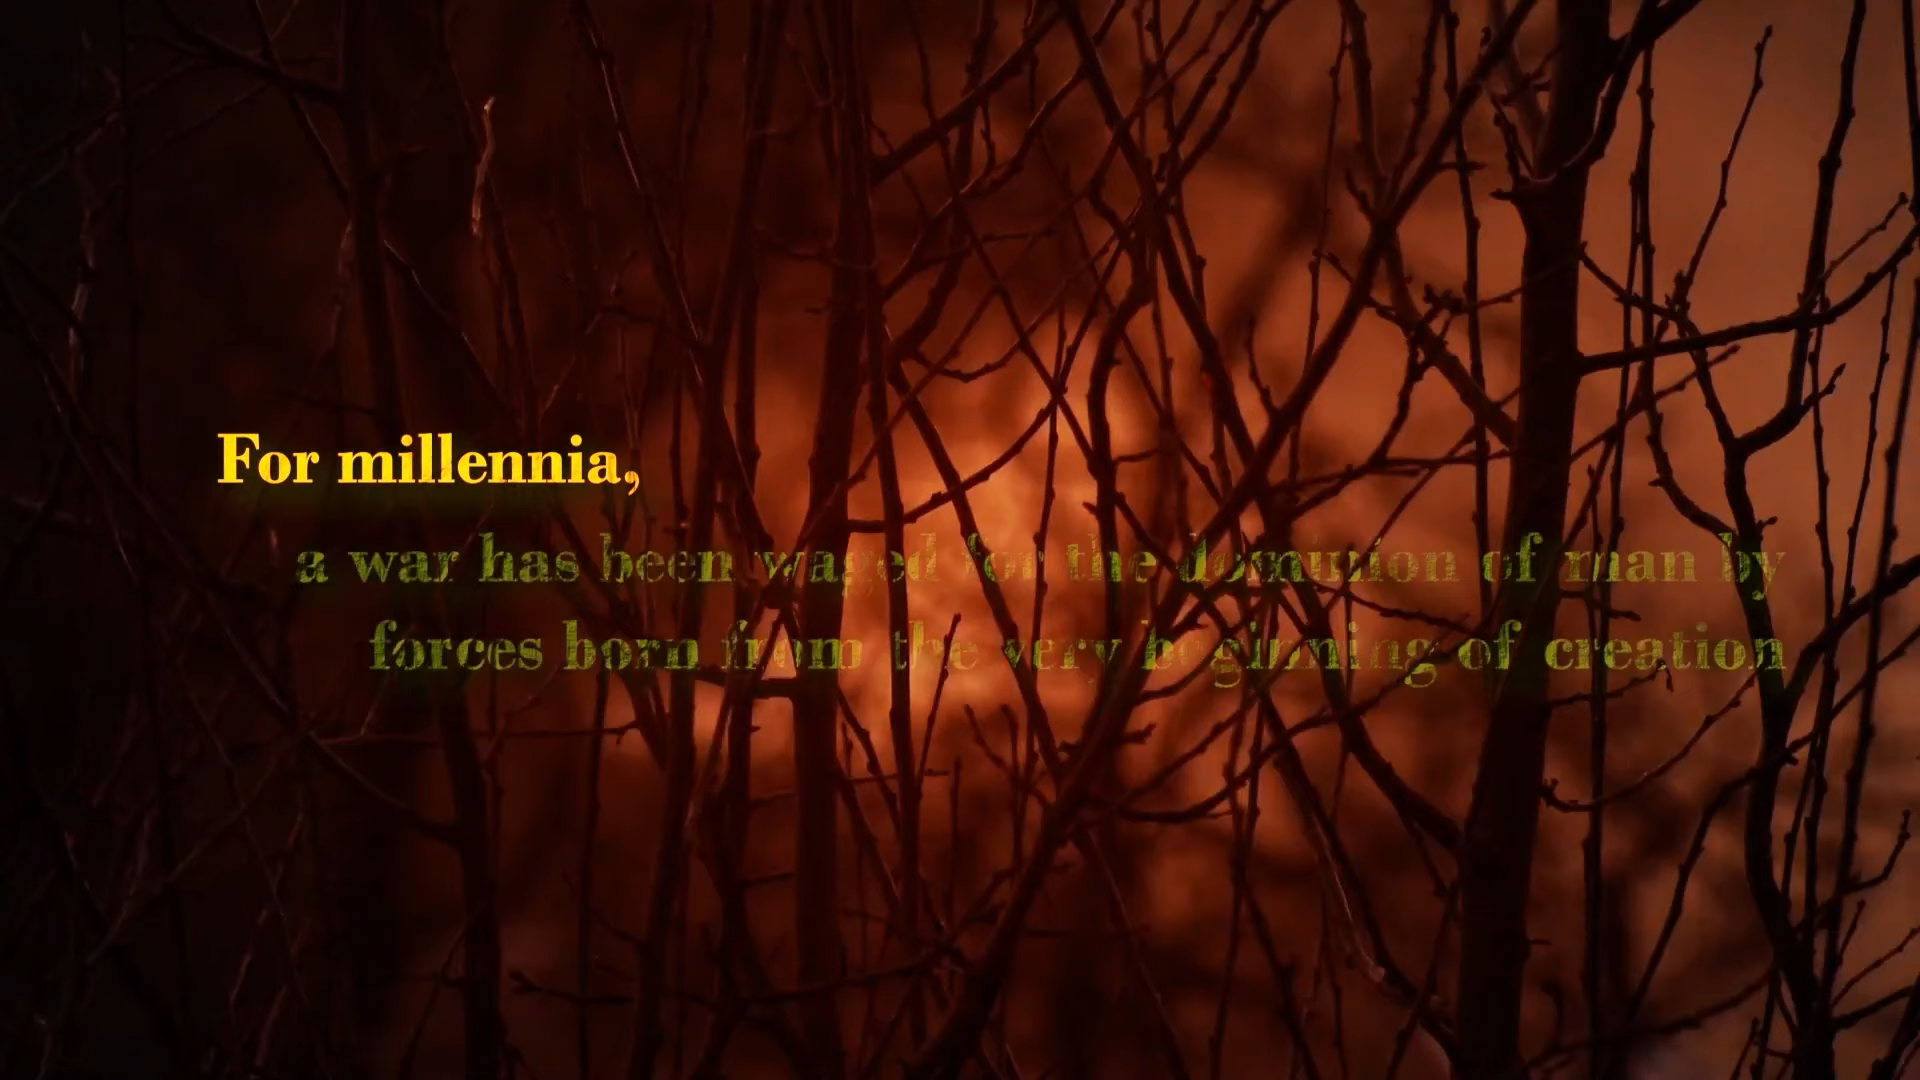 For millennia,
a war has been waged for the dominion of man by
forces born from the very beginning of creation